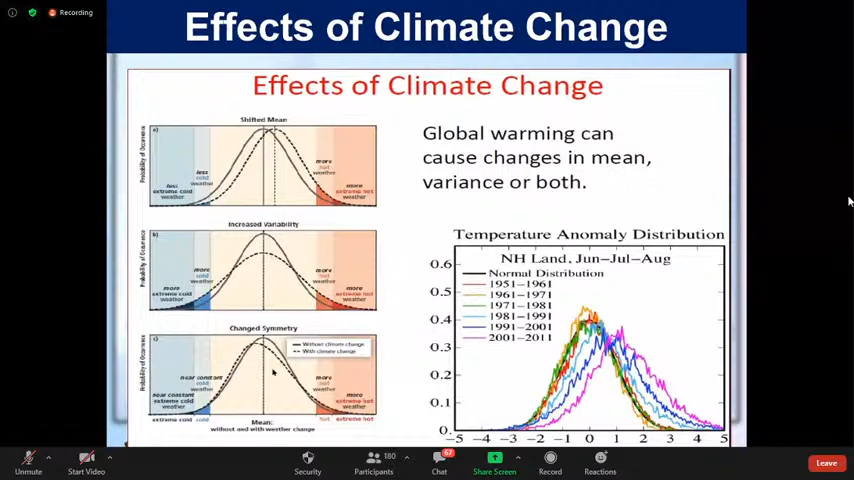 Recording
Effects of Climate Change
Effects of Climate Change
Shifted Mean
Probability of Occurrence
a)
less
extreme cold
weather
less
cold
weather
more
hot
weather
more
extreme hot
weather
Increased Variability
Probability of Occurrence
b)
more
extreme cold
weather
more
cold
weather
more
hot
weather
more
extreme hot
weather
Changed Symmetry
Probability of Occurrence
c)
Without climate change
With climate change
near constant
extreme cold
weather
near constant
cold
weather
more
hot
weather
more
extreme hot
weather
extreme cold
cold
Mean:
without and with weather change
hot
extreme hot
Global warming can
cause changes in mean,
variance or both.
Temperature Anomaly Distribution
NH Land, Jun-Jul-Aug
Normal Distribution
1951-1961
1961-1971
1971-1981
1981-1991
1991-2001
2001-2011
0.6
0.5
0.4
0.3
0.2
0.1
0.
-5 -4 -3 -2 -1 0 1 2 3 4 5
Unmute
Start Video
Security
180
Participants
67
Chat
Share Screen
Record
Reactions
Leave